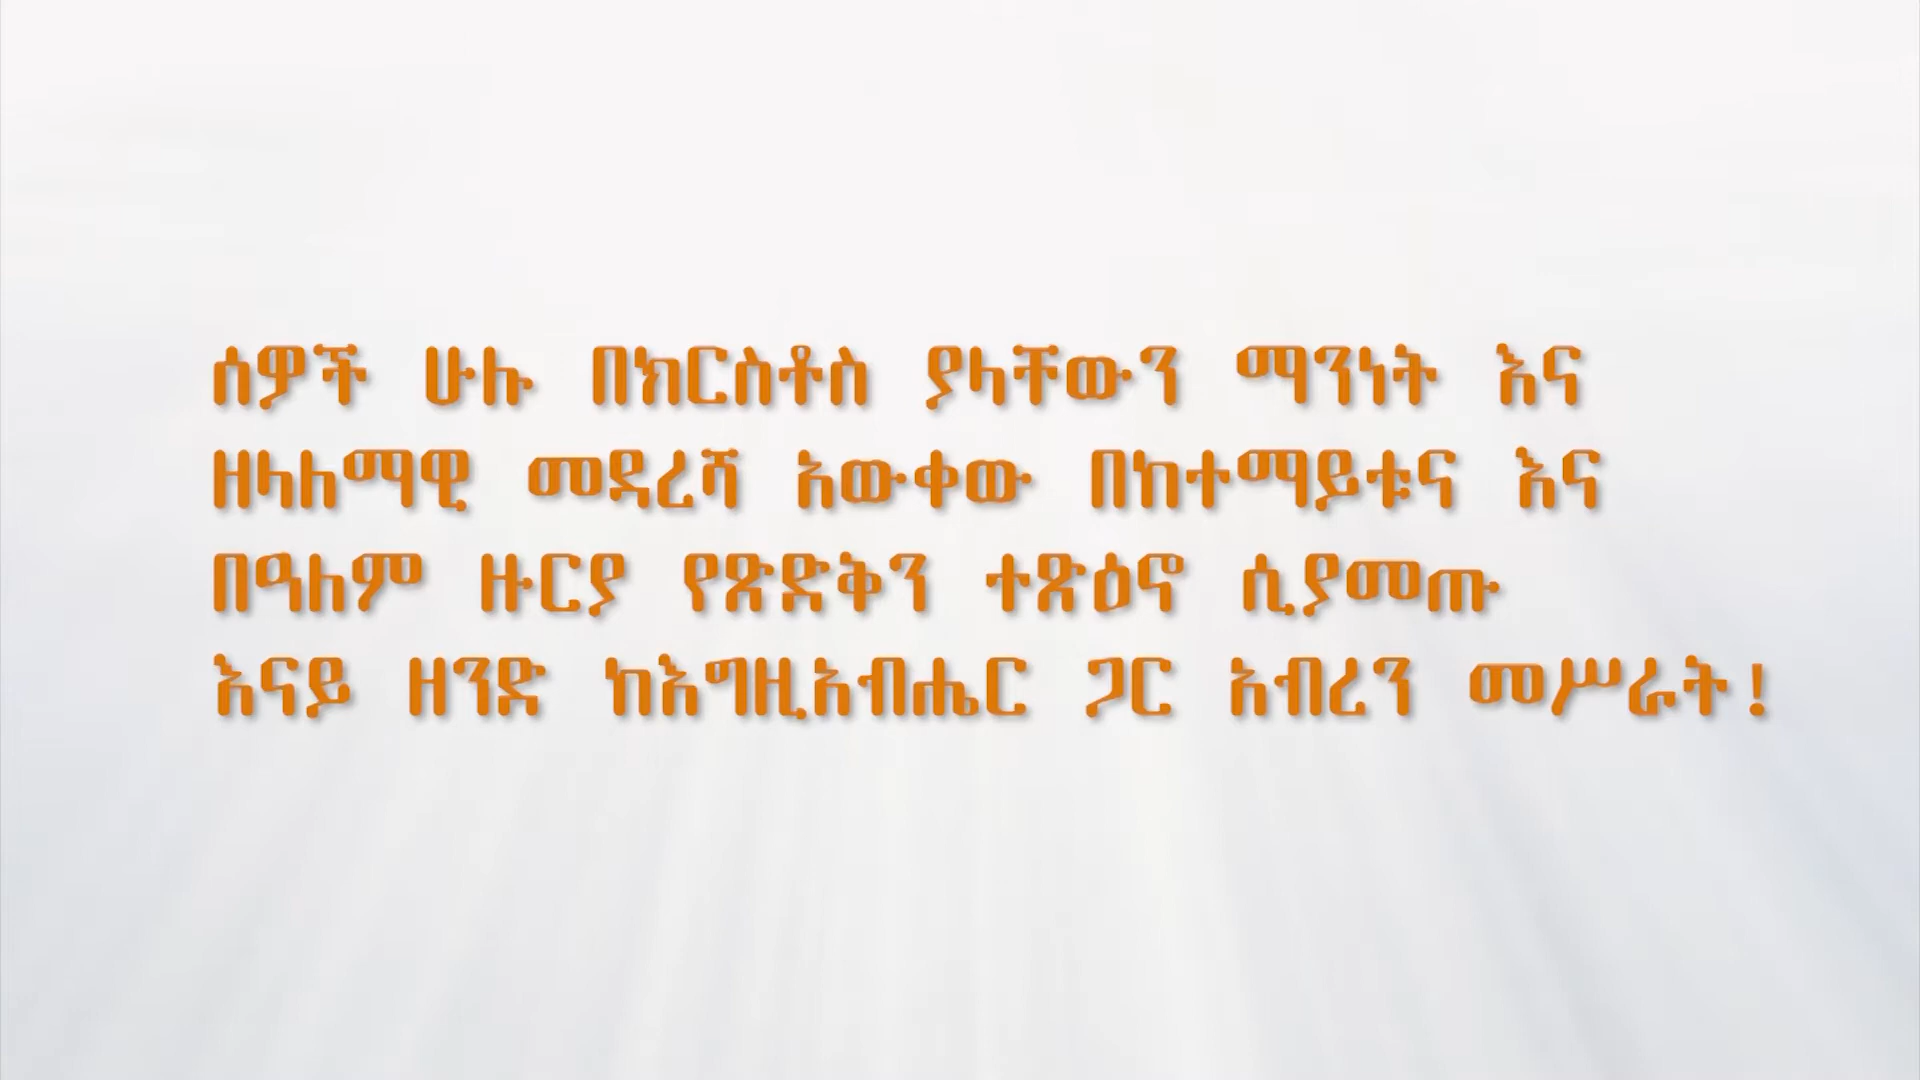 ሰዎች ሁሉ በክርስቶስ ያላቸውን ማንነት እና
ዘላለማዊ መዳረሻ አውቀው በከተማይቱና እና
በዓለም ዙርያ የጽድቅን ተጽዕኖ ሲያመጡ
እናይ ዘንድ ከእግዚአብሔር ጋር አብረን መሥራት!